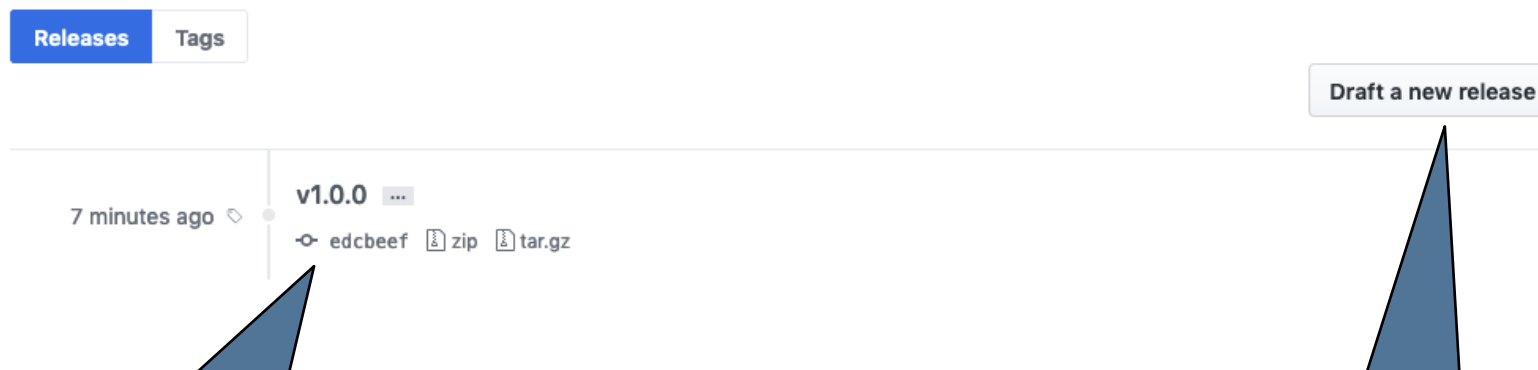 Releases Tags
Draft a new release
v1.0.0 ...
7 minutes ago
edcbeef zip tar.gz